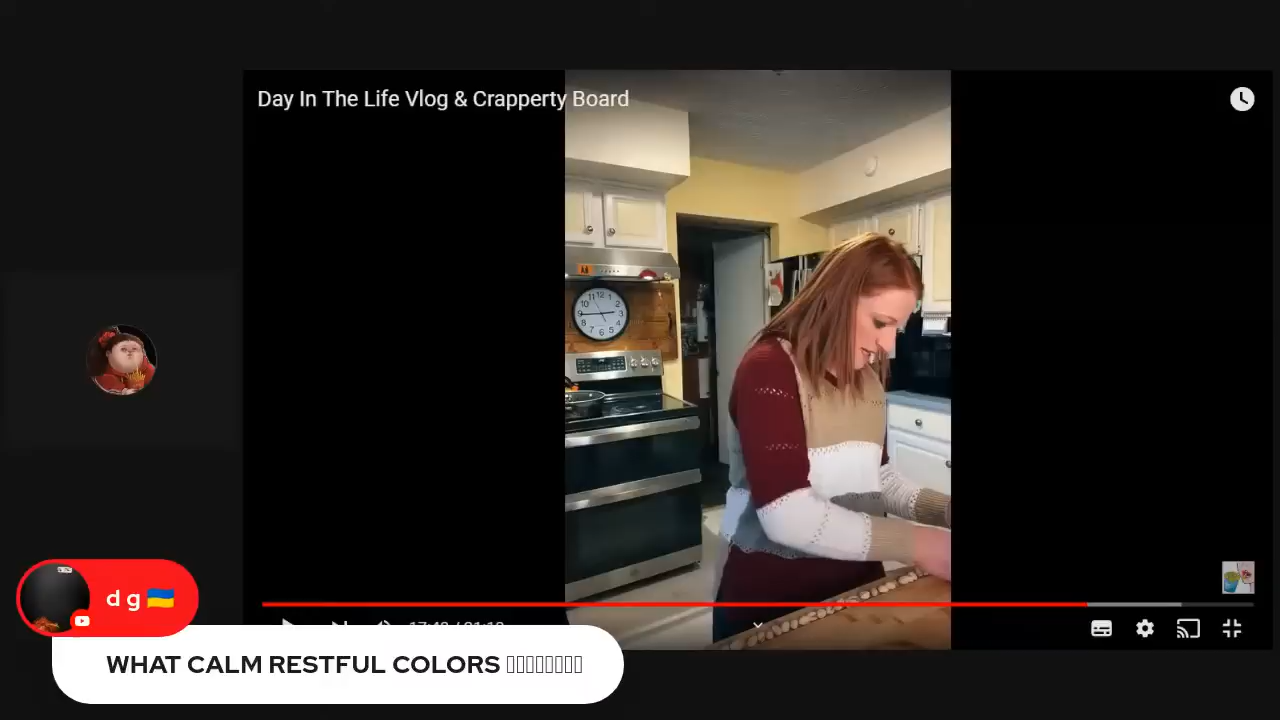 Day In The Life Vlog & Crapperty Board
d g
WHAT CALM RESTFUL COLORS